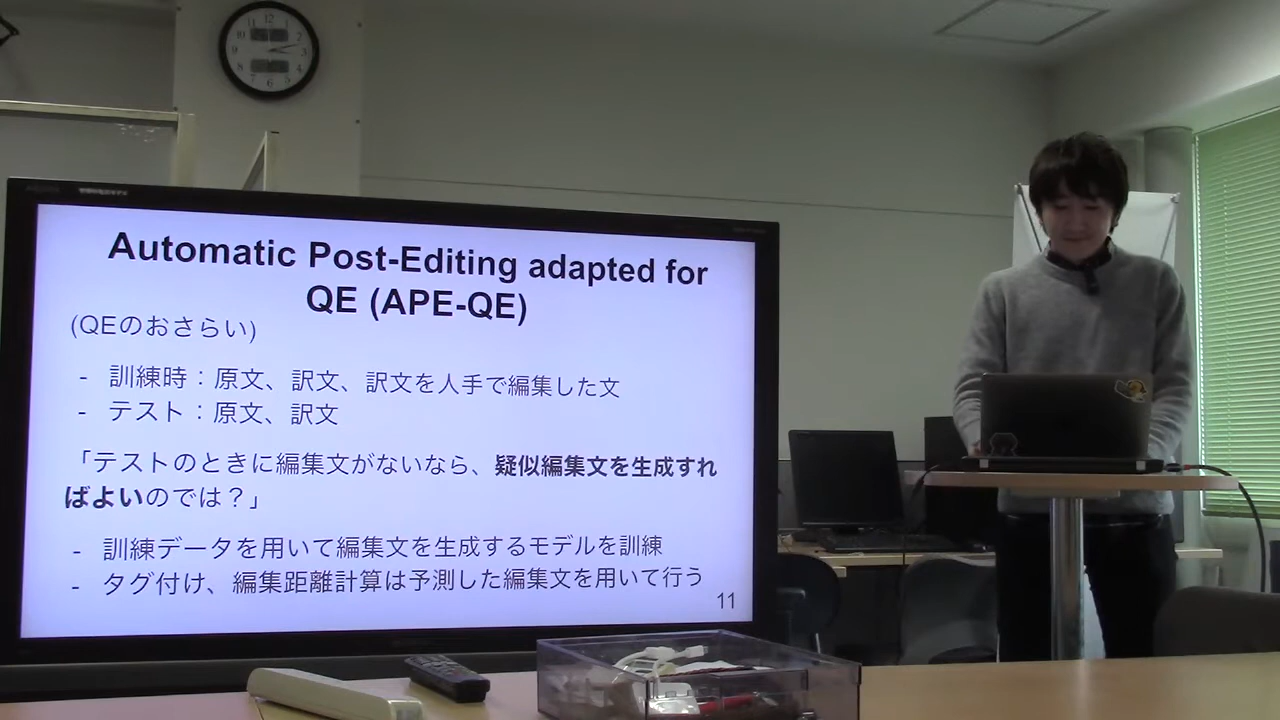 Automatic Post-Editing adapted for
QE (APE-QE)
(QEのおさらい)
- 訓練時：原文、訳文、訳文を人手で編集した文
- テスト：原文、訳文
「テストのときに編集文がないなら、疑似編集文を生成すれ
ばよいのでは？」
- 訓練データを用いて編集文を生成するモデルを訓練
- タグ付け、編集距離計算は予測した編集文を用いて行う
11